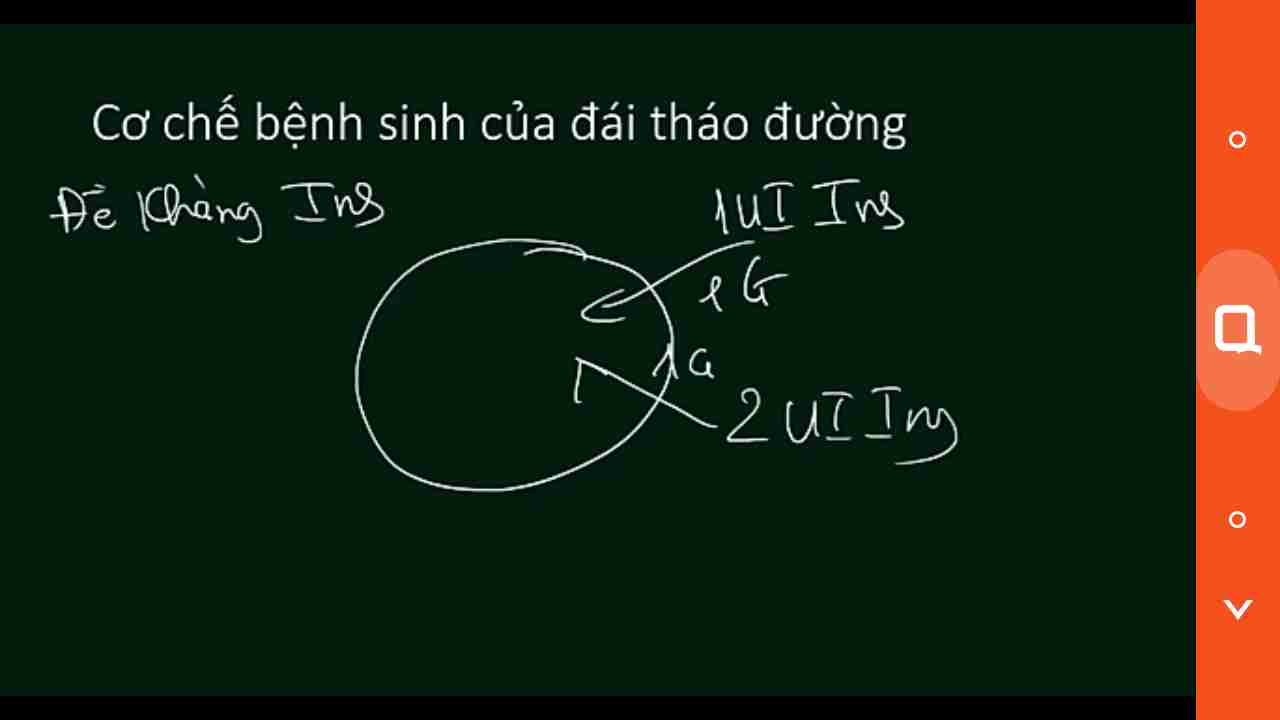 Cơ chế bệnh sinh của đái tháo đường
Đề Kháng Ins
1UI Ins
1G
1G
2UI Ins